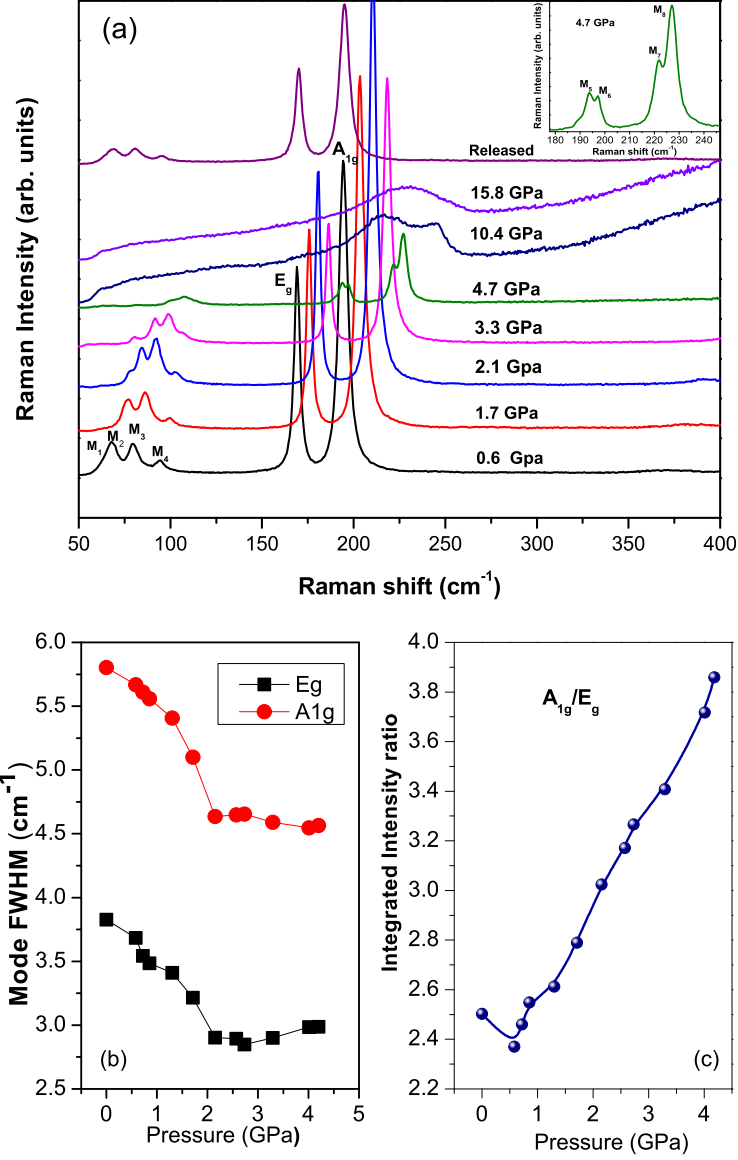 (a)
4.7 GPa
M5 M6 M7 M8
Raman Intensity (arb. units)
180 190 200 210 220 230 240
Raman shift (cm-1)
Raman Intensity (arb. units)
Released
A1g
15.8 GPa
10.4 GPa
Eg
4.7 GPa
3.3 GPa
2.1 Gpa
1.7 GPa
M1 M2 M3 M4
0.6 Gpa
50 100 150 200 250 300 350 400
Raman shift (cm-1)
6.0
5.5
5.0
4.5
4.0
3.5
3.0
2.5
Mode FWHM (cm-1)
Eg
A1g
(b)
0 1 2 3 4 5
Pressure (GPa)
4.0
3.8
3.6
3.4
3.2
3.0
2.8
2.6
2.4
2.2
Integrated Intensity ratio
A1g/Eg
(c)
0 1 2 3 4
Pressure (GPa)